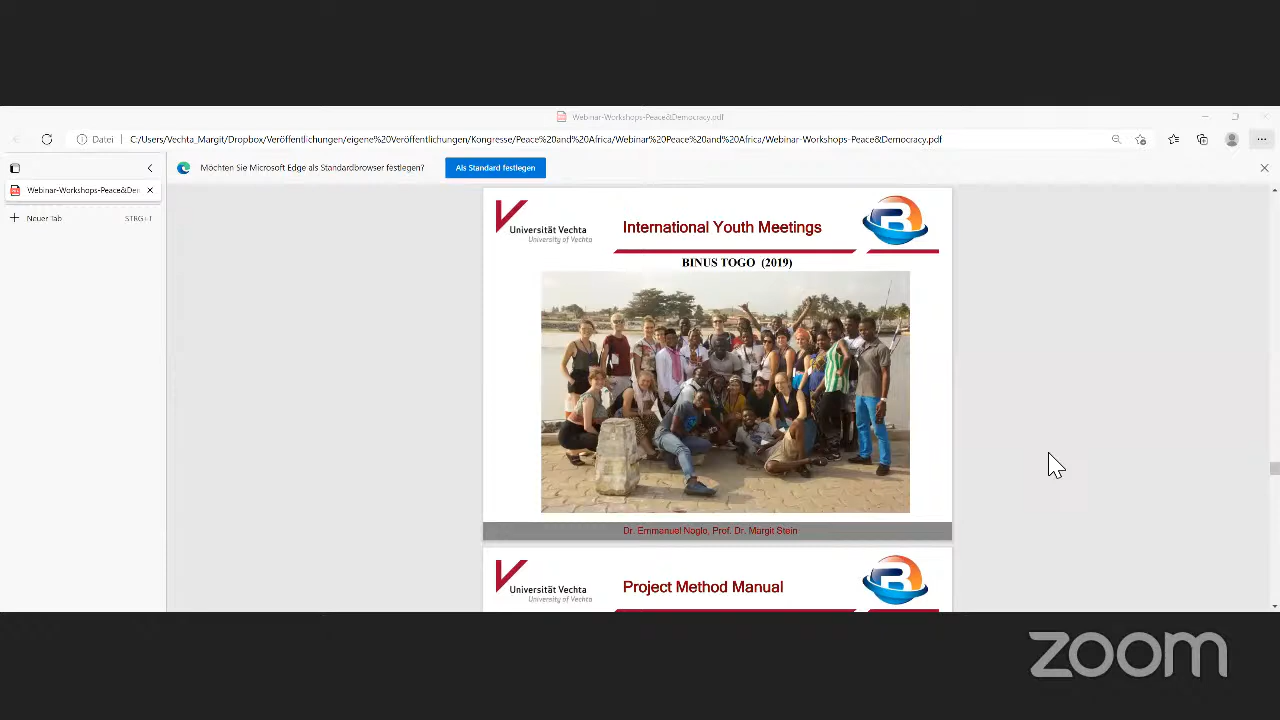 Webinar-Workshops-Peace&Democracy.pdf
Datei
C:/Users/Vechta_Margit/Dropbox/Veröffentlichungen/eigene%20Veröffentlichtungen/Kongresse/Peace%20and%20Africa/Webinar%20Peace%20and%20Africa/Webinar-Workshops-Peace&Democracy.pdf
Möchten Sie Microsoft Edge als Standardbrowser festlegen?
Als Standard festlegen
Webinar-Workshops-Peace&Den
Neuer Tab
STRG+T
Universität Vechta
University of Vechta
International Youth Meetings
B
BINUS TOGO (2019)
Dr. Emmanuel Noglo, Prof. Dr. Margit Stein
Universität Vechta
University of Vechta
Project Method Manual
B
zoom